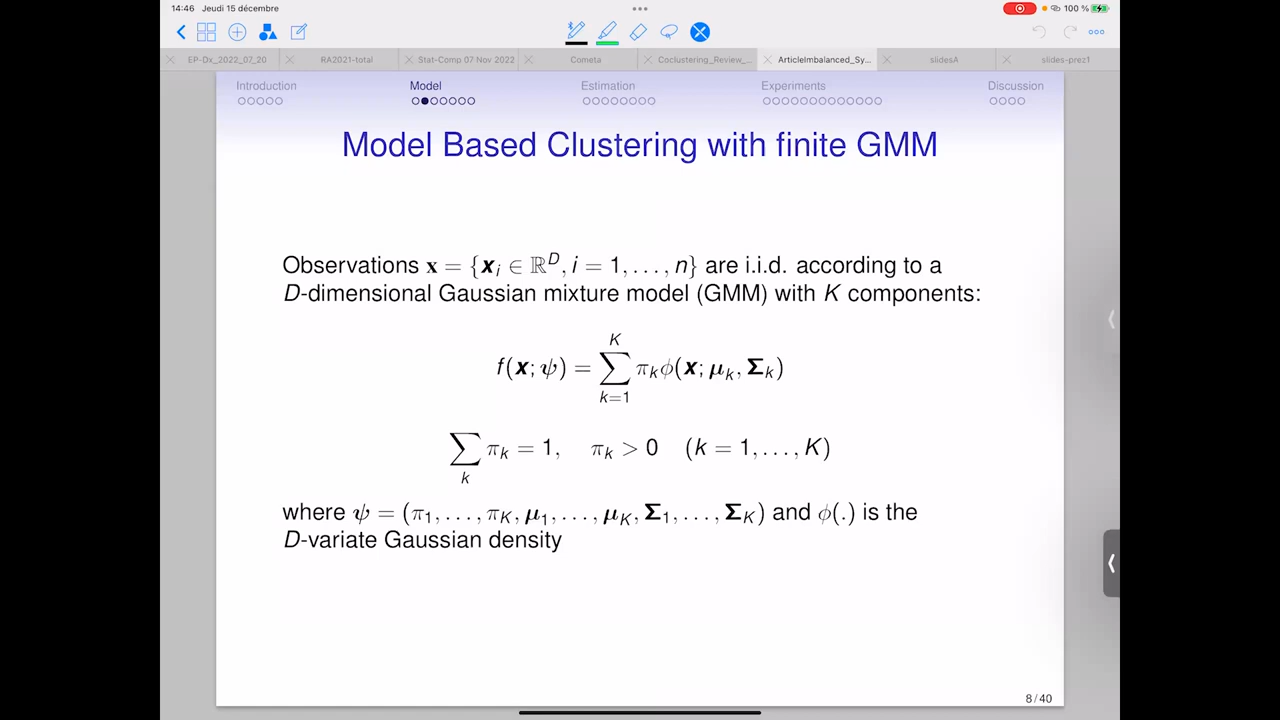 14:46 Jeudi 15 décembre
100 %
EP-Dx_2022_07_20
RA2021-total
Stat-Comp 07 Nov 2022
Cometa
Coclustering_Review_...
ArticleImbalanced_Sy...
slidesA
slides-prez1
Introduction Model Estimation Experiments Discussion
Model Based Clustering with finite GMM
Observations x = {x_i ∈ ℝ^D, i = 1, . . . , n} are i.i.d. according to a
D-dimensional Gaussian mixture model (GMM) with K components:
f(x; ψ) = ∑_{k=1}^{K} π_k ϕ(x; μ_k, Σ_k)
∑_k π_k = 1, π_k > 0 (k = 1, . . . , K)
where ψ = (π_1, . . . , π_K, μ_1, . . . , μ_K, Σ_1, . . . , Σ_K) and ϕ(.) is the
D-variate Gaussian density
8 / 40